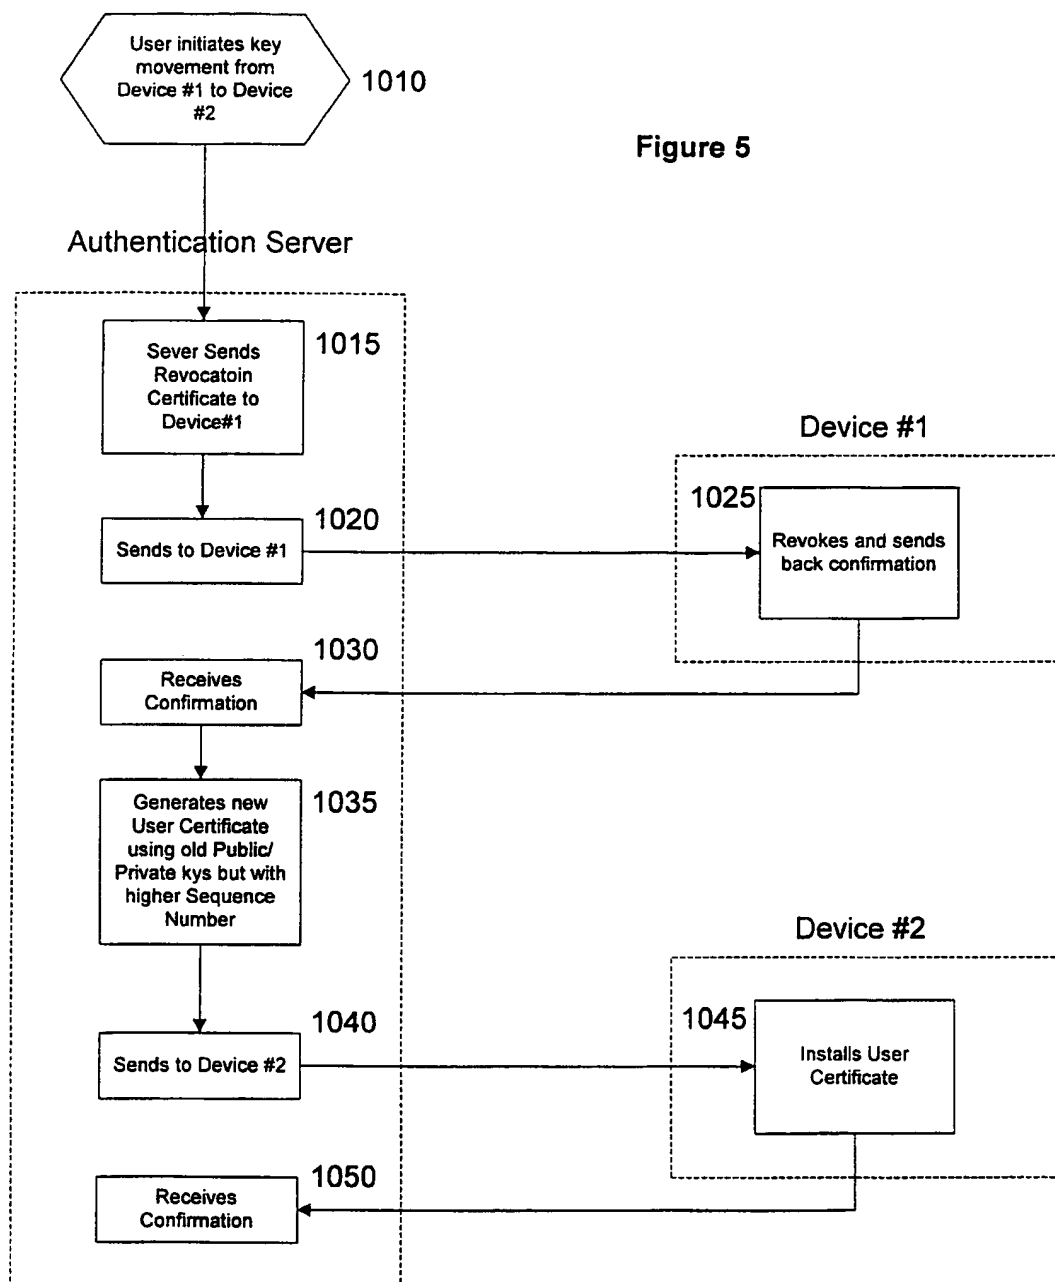 User initiates key
movement from
Device #1 to Device
#2
1010
Figure 5
Authentication Server
1015
Sever Sends
Revocatoin
Certificate to
Device#1
Device #1
1020
Sends to Device #1
1025
Revokes and sends
back confirmation
1030
Receives
Confirmation
1035
Generates new
User Certificate
using old Public/
Private kys but with
higher Sequence
Number
Device #2
1040
Sends to Device #2
1045
Installs User
Certificate
1050
Receives
Confirmation